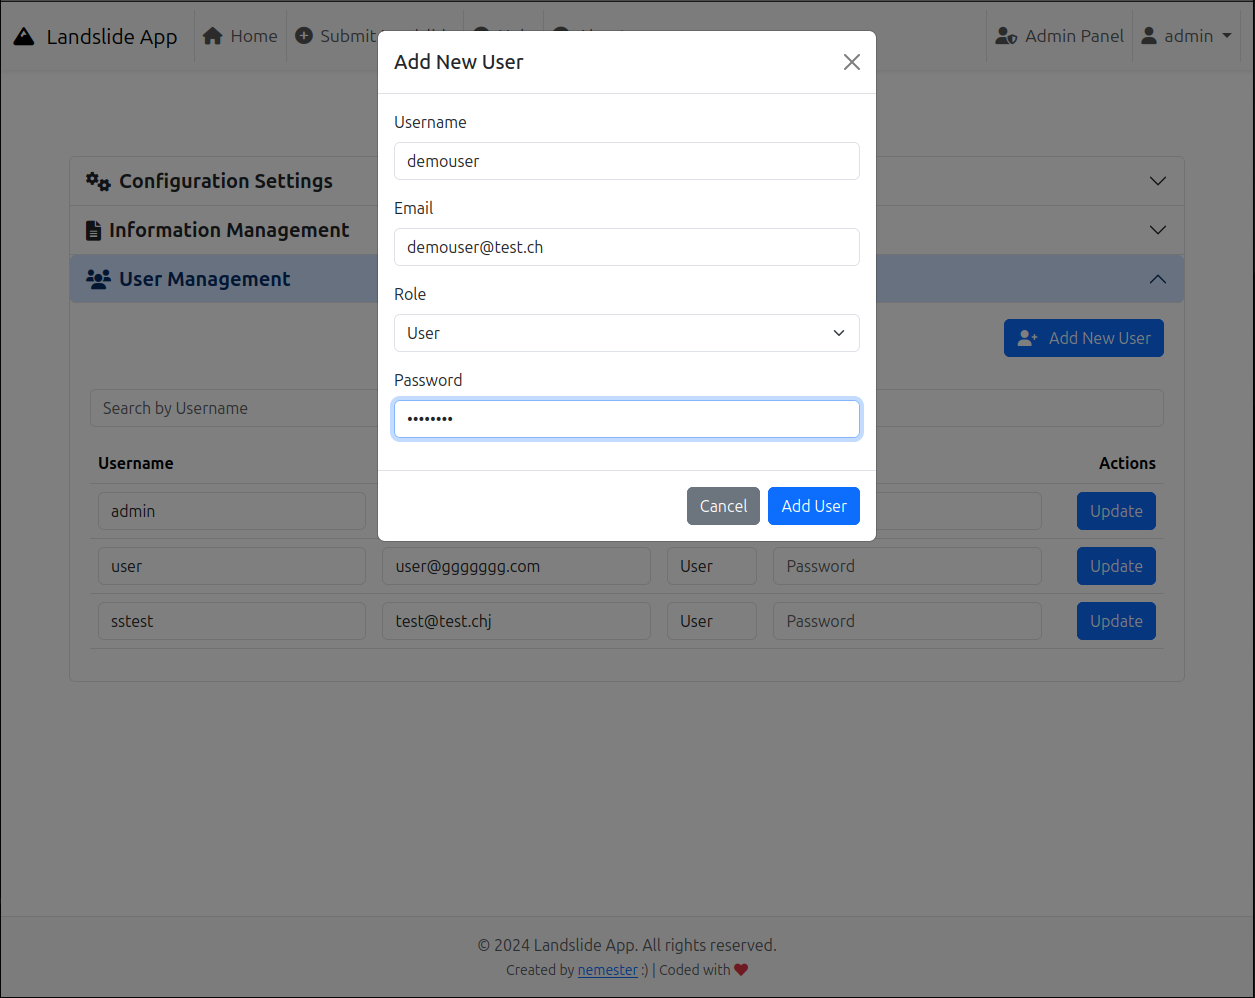 Landslide App Home Submit Admin Panel admin
Add New User
Username
demouser
Email
demouser@test.ch
Role
User
Password
••••••••
Cancel Add User
Configuration Settings
Information Management
User Management
Add New User
Search by Username
Username Actions
admin Update
user user@ggggggg.com User Password Update
sstest test@test.chj User Password Update
© 2024 Landslide App. All rights reserved.
Created by nemester :) | Coded with